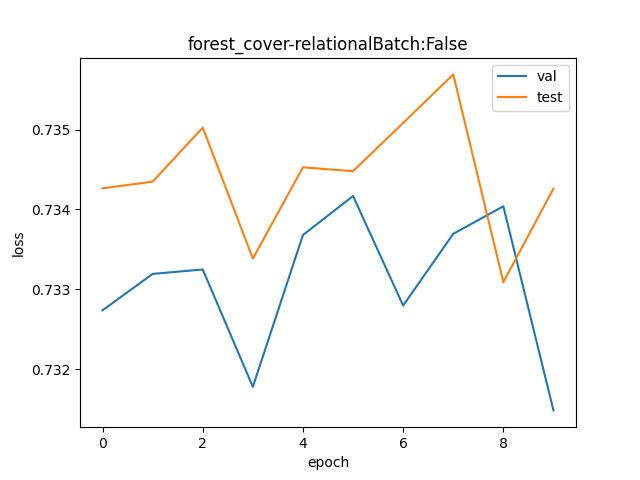 forest_cover-relationalBatch:False
val
test
0.735
0.734
0.733
0.732
loss
0
2
4
6
8
epoch